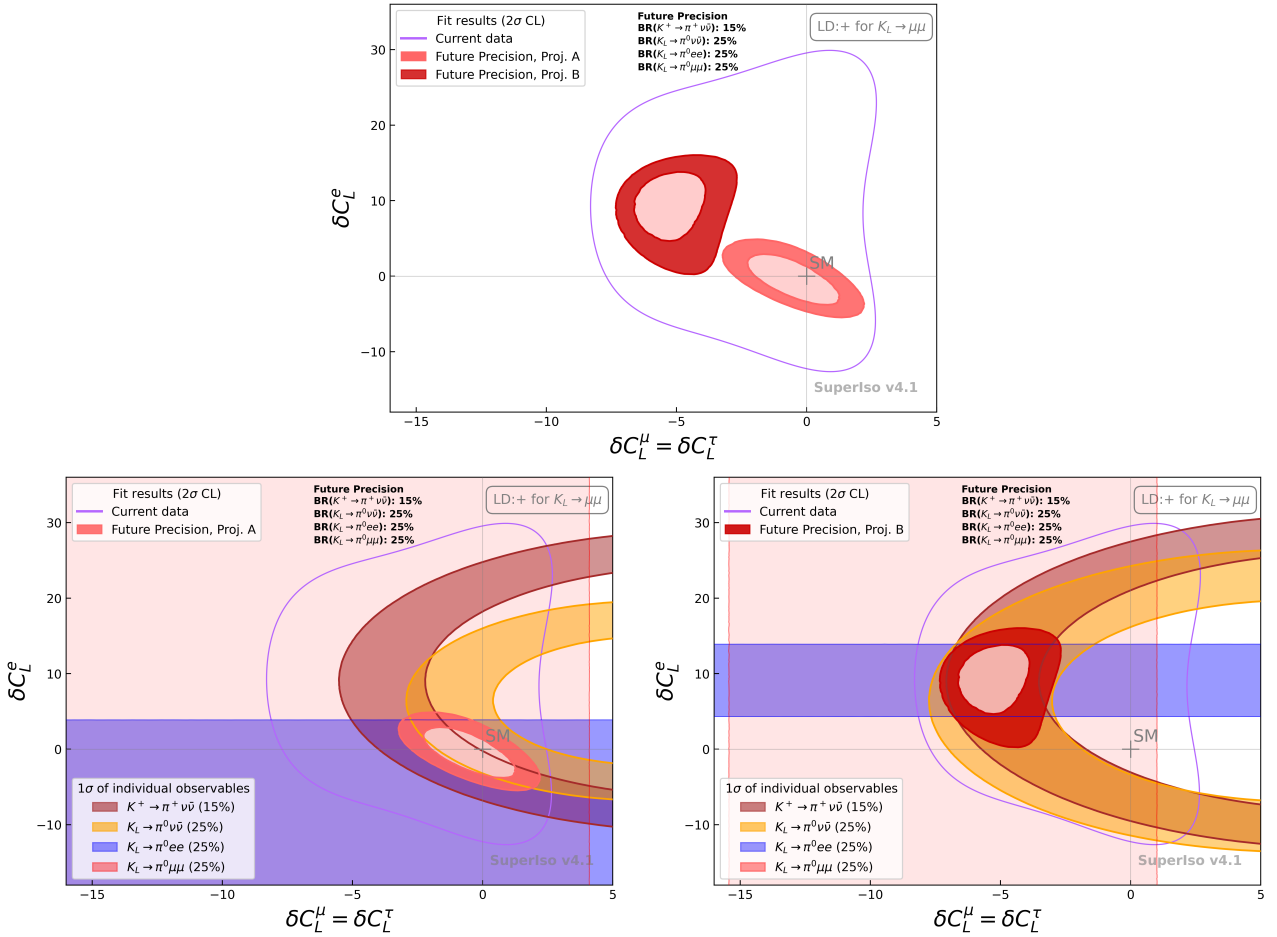 Fit results (2σ CL)
Current data
Future Precision, Proj. A
Future Precision, Proj. B
Future Precision
BR(K⁺ → π⁺νν̄): 15%
BR(K_L → π⁰νν̄): 25%
BR(K_L → π⁰ee): 25%
BR(K_L → π⁰μμ): 25%
LD:+ for K_L → μμ
30
20
10
0
−10
δC_L^e
SM
SuperIso v4.1
−15 −10 −5 0 5
δC_L^μ = δC_L^τ
Fit results (2σ CL)
Current data
Future Precision, Proj. A
Future Precision
BR(K⁺ → π⁺νν̄): 15%
BR(K_L → π⁰νν̄): 25%
BR(K_L → π⁰ee): 25%
BR(K_L → π⁰μμ): 25%
LD:+ for K_L → μμ
30
20
10
0
−10
δC_L^e
SM
1σ of individual observables
K⁺ → π⁺νν̄ (15%)
K_L → π⁰νν̄ (25%)
K_L → π⁰ee (25%)
K_L → π⁰μμ (25%)
SuperIso v4.1
−15 −10 −5 0 5
δC_L^μ = δC_L^τ
Fit results (2σ CL)
Current data
Future Precision, Proj. B
Future Precision
BR(K⁺ → π⁺νν̄): 15%
BR(K_L → π⁰νν̄): 25%
BR(K_L → π⁰ee): 25%
BR(K_L → π⁰μμ): 25%
LD:+ for K_L → μμ
30
20
10
0
−10
δC_L^e
SM
1σ of individual observables
K⁺ → π⁺νν̄ (15%)
K_L → π⁰νν̄ (25%)
K_L → π⁰ee (25%)
K_L → π⁰μμ (25%)
SuperIso v4.1
−15 −10 −5 0 5
δC_L^μ = δC_L^τ